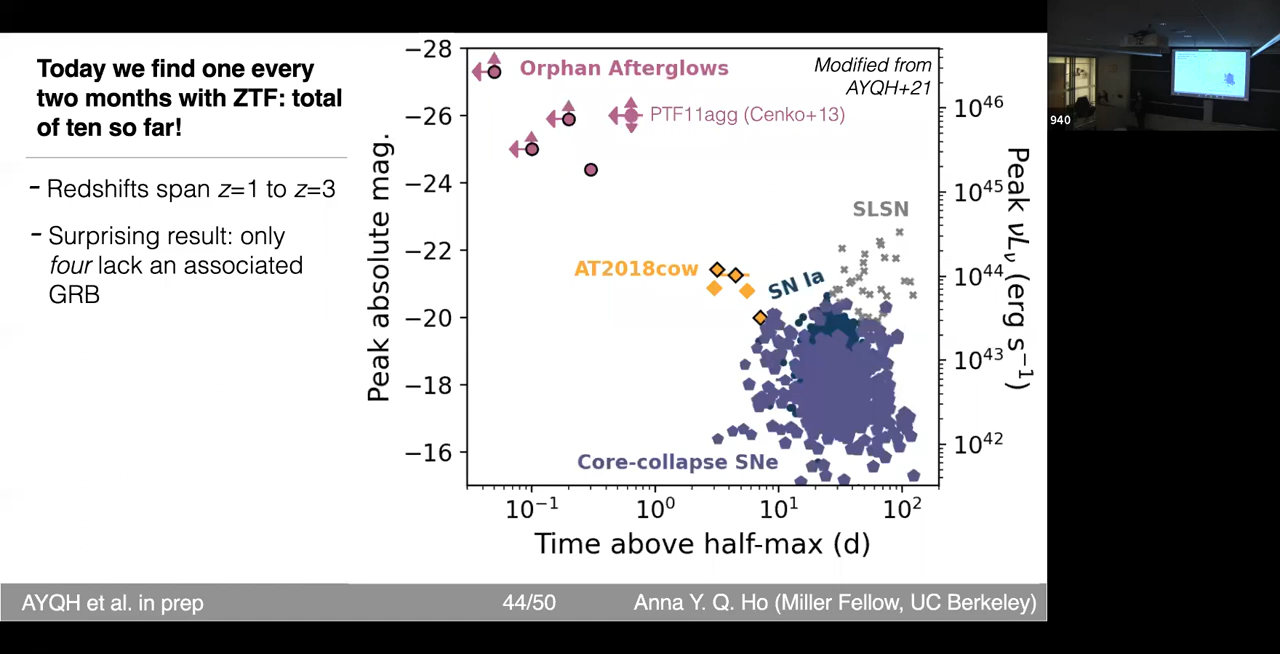 Today we find one every
two months with ZTF: total
of ten so far!
- Redshifts span z=1 to z=3
- Surprising result: only
four lack an associated
GRB
−28
−26
−24
−22
−20
−18
−16
Peak absolute mag.
Orphan Afterglows
Modified from
AYQH+21
PTF11agg (Cenko+13)
SLSN
AT2018cow
SN Ia
Core-collapse SNe
10⁴⁶
10⁴⁵
10⁴⁴
10⁴³
10⁴²
Peak νLᵥ (erg s⁻¹)
10⁻¹ 10⁰ 10¹ 10²
Time above half-max (d)
AYQH et al. in prep 44/50 Anna Y. Q. Ho (Miller Fellow, UC Berkeley)
940